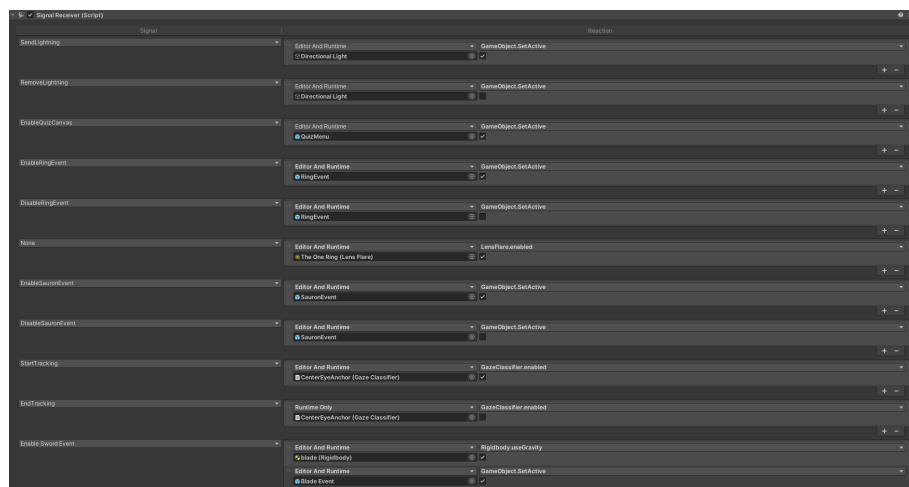 Signal Receiver (Script)
Signal Reaction
SendLightning Editor And Runtime GameObject.SetActive
Directional Light
RemoveLightning Editor And Runtime GameObject.SetActive
Directional Light
EnableQuizCanvas Editor And Runtime GameObject.SetActive
QuizMenu
EnableRingEvent Editor And Runtime GameObject.SetActive
RingEvent
DisableRingEvent Editor And Runtime GameObject.SetActive
RingEvent
None Editor And Runtime LensFlare.enabled
The One Ring (Lens Flare)
EnableSauronEvent Editor And Runtime GameObject.SetActive
SauronEvent
DisableSauronEvent Editor And Runtime GameObject.SetActive
SauronEvent
StartTracking Editor And Runtime GazeClassifier.enabled
CenterEyeAnchor (Gaze Classifier)
EndTracking Runtime Only GazeClassifier.enabled
CenterEyeAnchor (Gaze Classifier)
Enable Sword Event Editor And Runtime Rigidbody.useGravity
blade (Rigidbody)
Editor And Runtime GameObject.SetActive
Blade Event